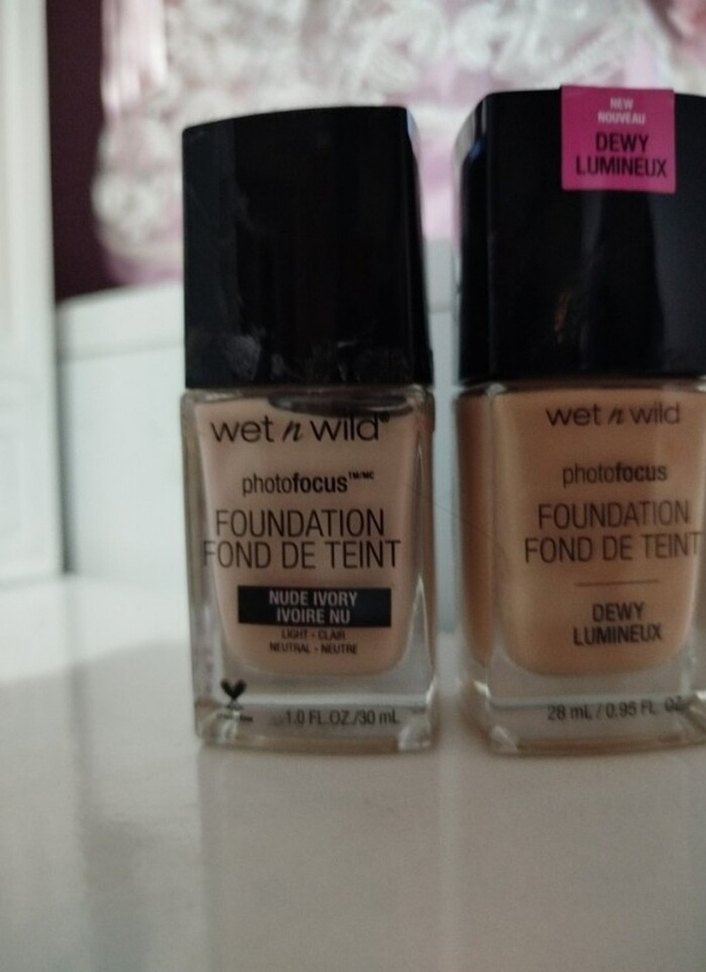 wet n wild®
photofocus™/MC
FOUNDATION
FOND DE TEINT
NUDE IVORY
IVOIRE NU
LIGHT - CLAIR
NEUTRAL - NEUTRE
1.0 FL.OZ./30 mL
NEW
NOUVEAU
DEWY
LUMINEUX
wet n wild
photofocus
FOUNDATION
FOND DE TEINT
DEWY
LUMINEUX
28 mL / 0.95 FL. OZ.